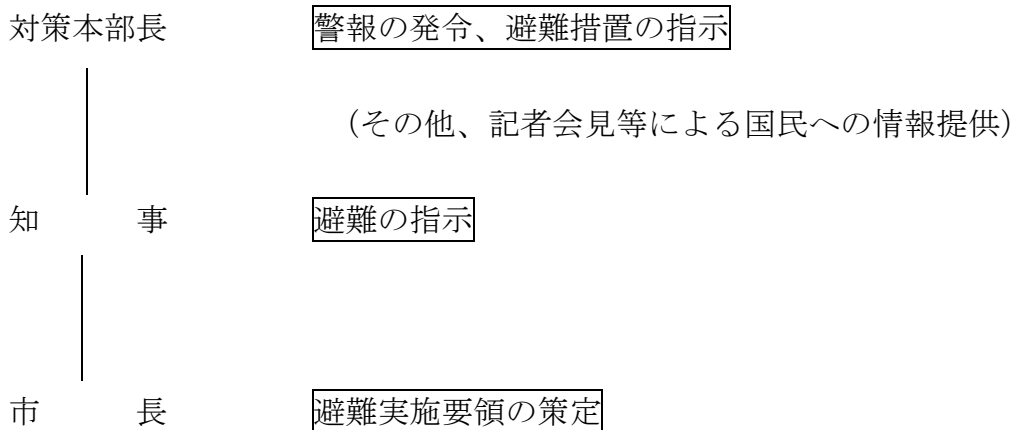 対策本部長 警報の発令、避難措置の指示
（その他、記者会見等による国民への情報提供）
知 事 避難の指示
市 長 避難実施要領の策定